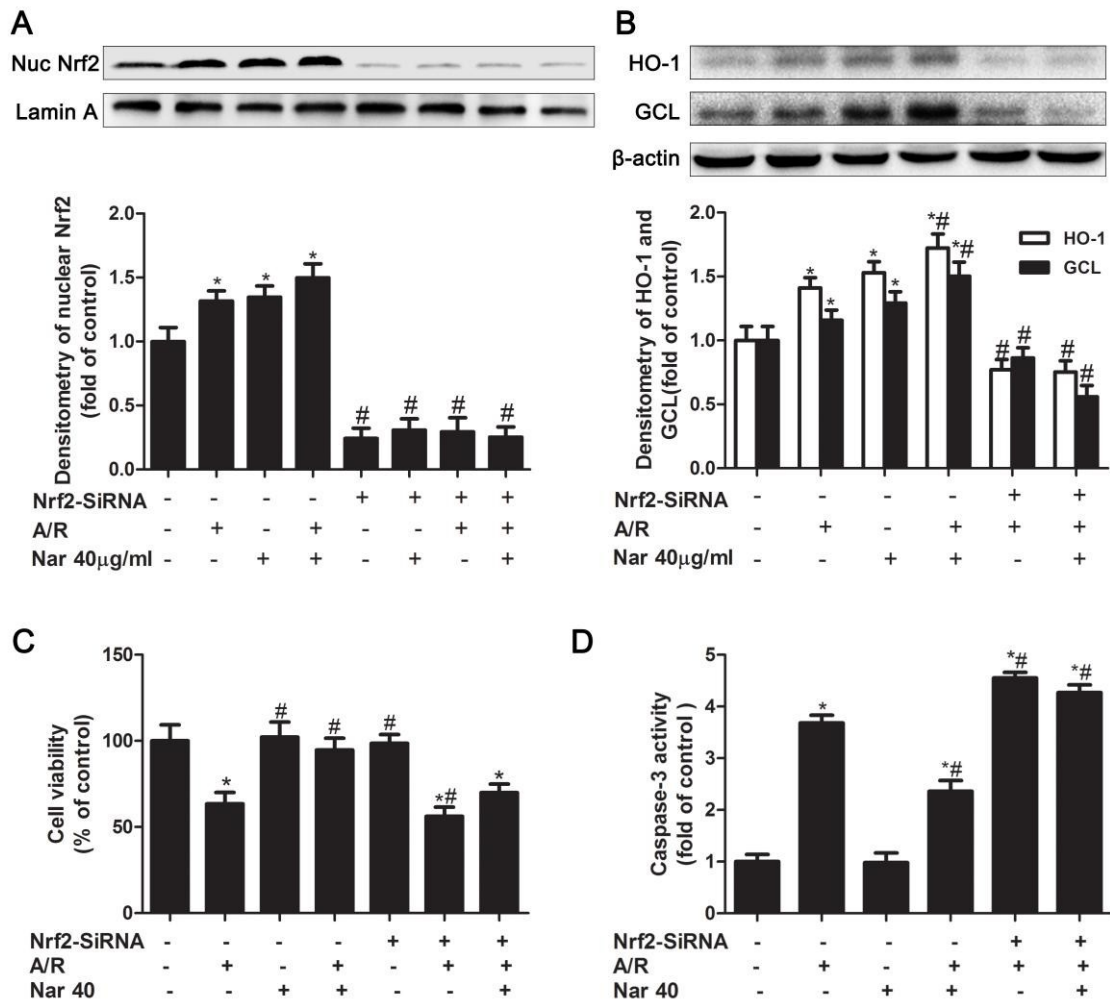 A
Nuc Nrf2
Lamin A
Densitometry of nuclear Nrf2
(fold of control)
2.0
1.5
1.0
0.5
0.0
* * *
# # # #
Nrf2-SiRNA - - - - + + + +
A/R - + - + - - + +
Nar 40μg/ml - - + + - + - +
B
HO-1
GCL
β-actin
Densitometry of HO-1 and
GCL(fold of control)
2.0
1.5
1.0
0.5
0.0
* * * * *# *# # # # #
HO-1
GCL
Nrf2-SiRNA - - - - + +
A/R - + - + + +
Nar 40μg/ml - - + + - +
C
Cell viability
(% of control)
150
100
50
0
* # # # *# *
Nrf2-SiRNA - - - - + + +
A/R - + - + - + +
Nar 40 - - + + - - +
D
Caspase-3 activity
(fold of control )
5
4
3
2
1
0
* *# *# *#
Nrf2-SiRNA - - - - + +
A/R - + - + + +
Nar 40 - - + + - +